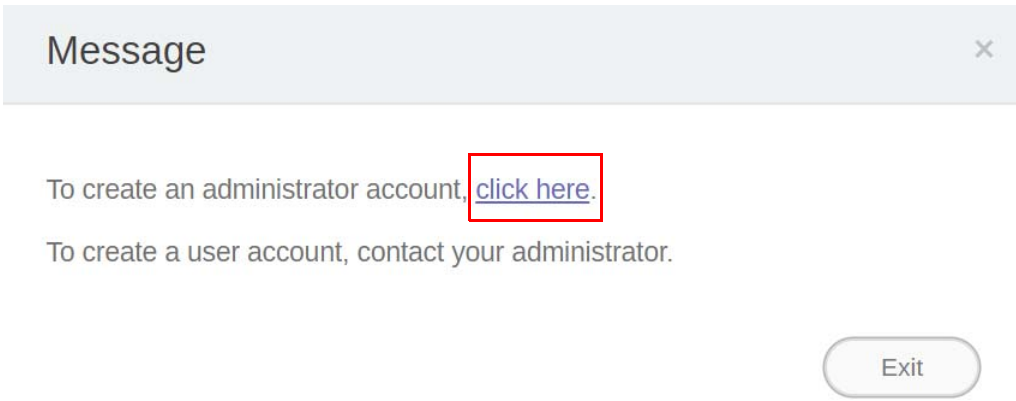 Message
To create an administrator account, click here.
To create a user account, contact your administrator.
Exit